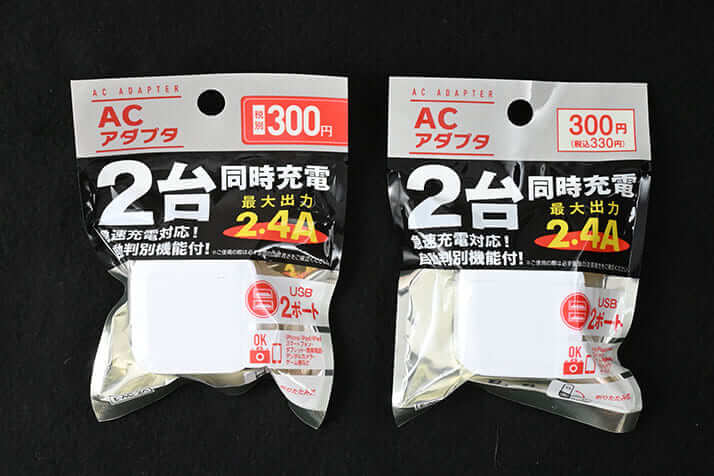 AC ADAPTER
AC
アダプタ
税別
300円
2台
同時充電
最大出力
2.4A
急速充電対応!
自動判別機能付!
USB
2ポート
OK
AC ADAPTER
AC
アダプタ
300円
(税込330円)
2台
同時充電
最大出力
2.4A
急速充電対応!
自動判別機能付!
USB
2ポート
OK